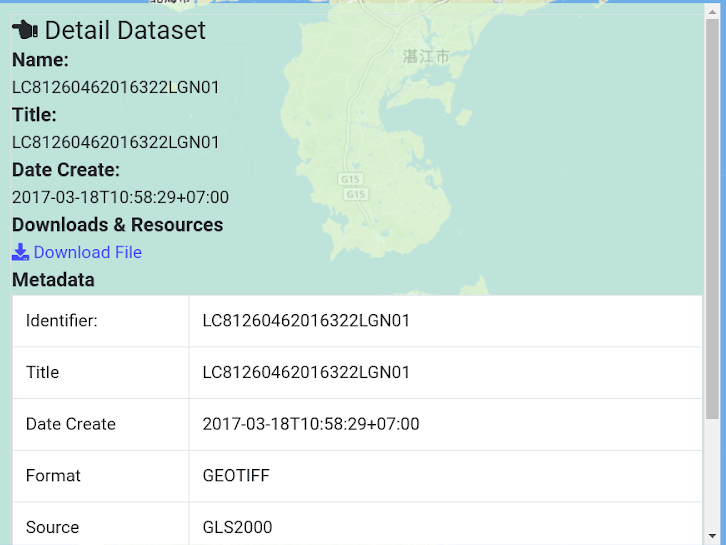 Detail Dataset
湛江市
Name:
LC81260462016322LGN01
Title:
LC81260462016322LGN01
Date Create:
G15
2017-03-18T10:58:29+07:00
G15
Downloads & Resources
Download File
Metadata
Identifier: LC81260462016322LGN01
Title LC81260462016322LGN01
Date Create 2017-03-18T10:58:29+07:00
Format GEOTIFF
Source GLS2000